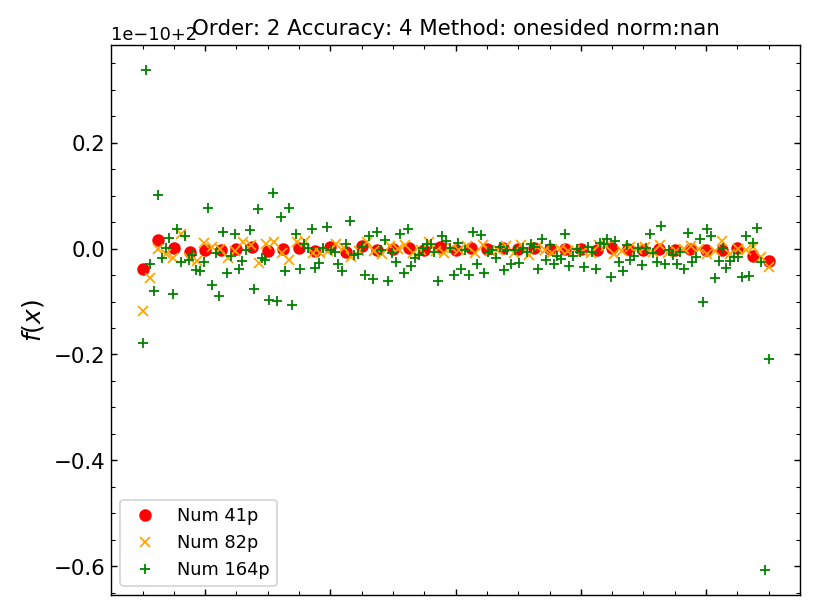 1e−10+2
Order: 2 Accuracy: 4 Method: onesided norm:nan
0.2
0.0
−0.2
−0.4
−0.6
f(x)
Num 41p
Num 82p
Num 164p